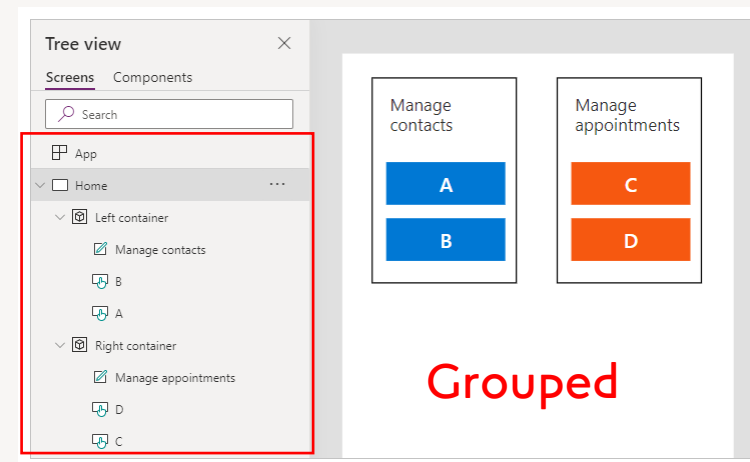 Tree view
Screens Components
Search
App
Home
Left container
Manage contacts
B
A
Right container
Manage appointments
D
C
Manage
contacts
A
B
Manage
appointments
C
D
Grouped